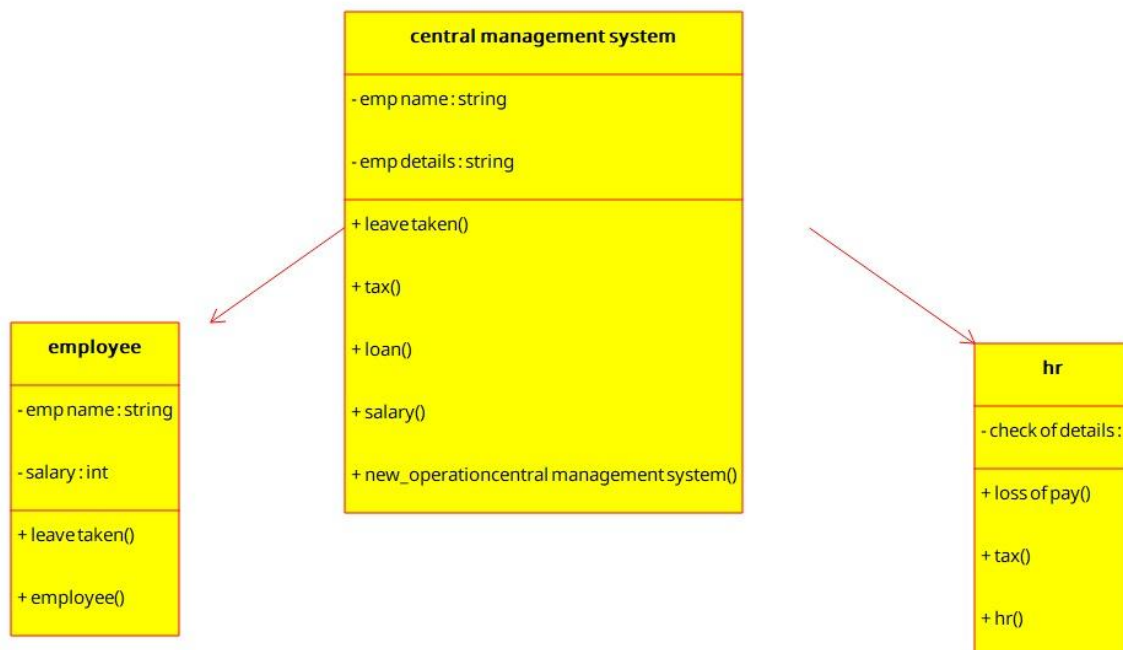 central management system
- emp name : string
- emp details : string
+ leave taken()
+ tax()
+ loan()
+ salary()
+ new_operationcentral management system()
employee
- emp name : string
- salary : int
+ leave taken()
+ employee()
hr
- check of details :
+ loss of pay()
+ tax()
+ hr()